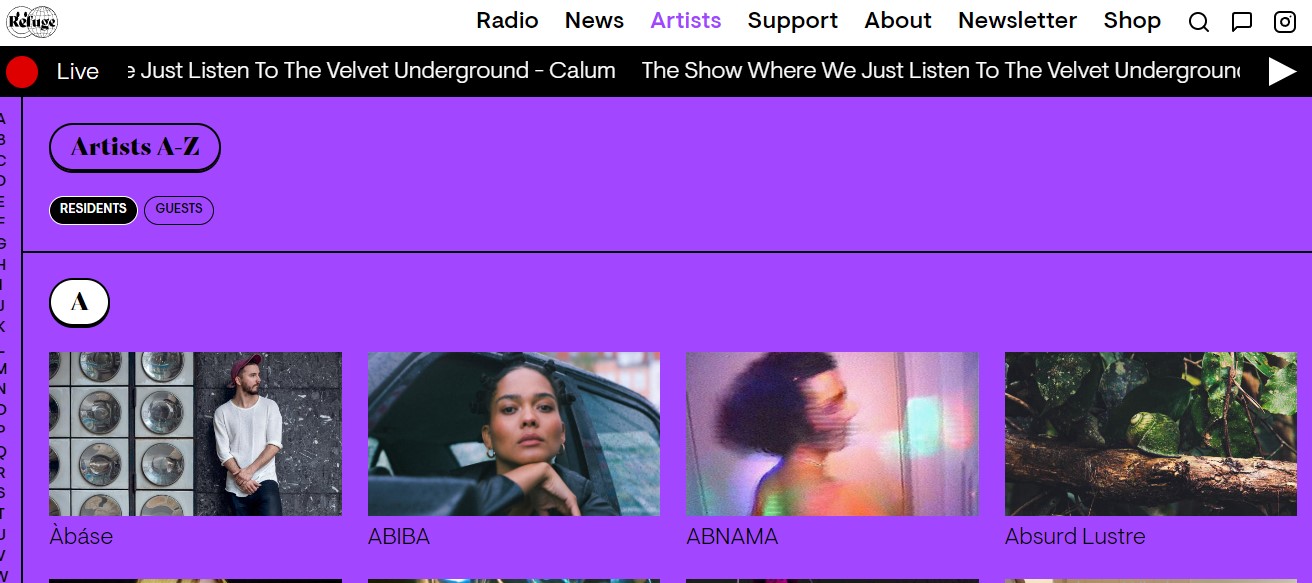 Refuge
Radio News Artists Support About Newsletter Shop
Live e Just Listen To The Velvet Underground - Calum The Show Where We Just Listen To The Velvet Underground
Artists A-Z
RESIDENTS GUESTS
A
B
C
D
E
F
G
H
I
J
K
L
M
N
O
P
Q
R
S
T
U
V
W
A
Àbáse ABIBA ABNAMA Absurd Lustre